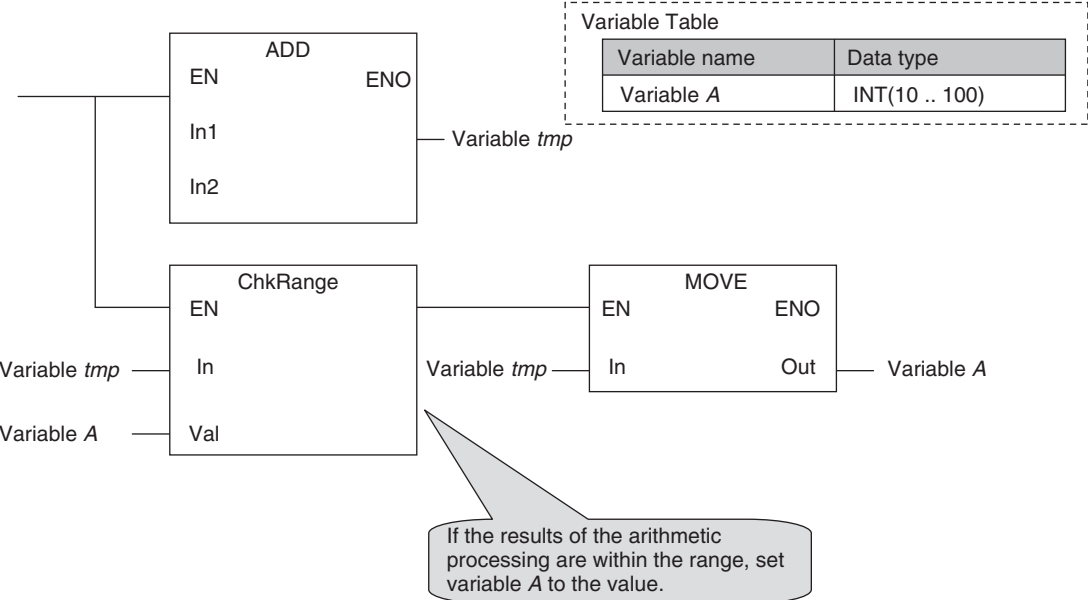 Variable Table
Variable name Data type
Variable A INT(10 .. 100)
ADD
EN ENO
In1
Variable tmp
In2
ChkRange
EN
Variable tmp In
Variable A Val
MOVE
EN ENO
Variable tmp In Out Variable A
If the results of the arithmetic
processing are within the range, set
variable A to the value.